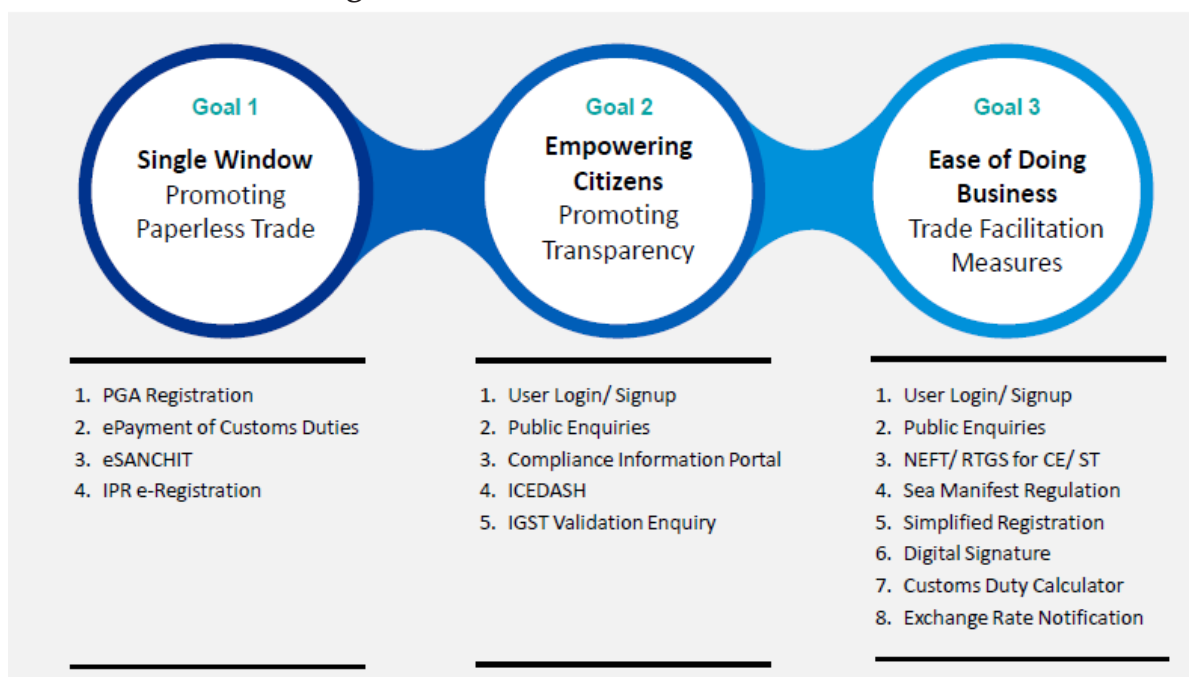 Goal 1
Single Window
Promoting
Paperless Trade
Goal 2
Empowering
Citizens
Promoting
Transparency
Goal 3
Ease of Doing
Business
Trade Facilitation
Measures
1. PGA Registration
2. ePayment of Customs Duties
3. eSANCHIT
4. IPR e-Registration
1. User Login/ Signup
2. Public Enquiries
3. Compliance Information Portal
4. ICEDASH
5. IGST Validation Enquiry
1. User Login/ Signup
2. Public Enquiries
3. NEFT/ RTGS for CE/ ST
4. Sea Manifest Regulation
5. Simplified Registration
6. Digital Signature
7. Customs Duty Calculator
8. Exchange Rate Notification